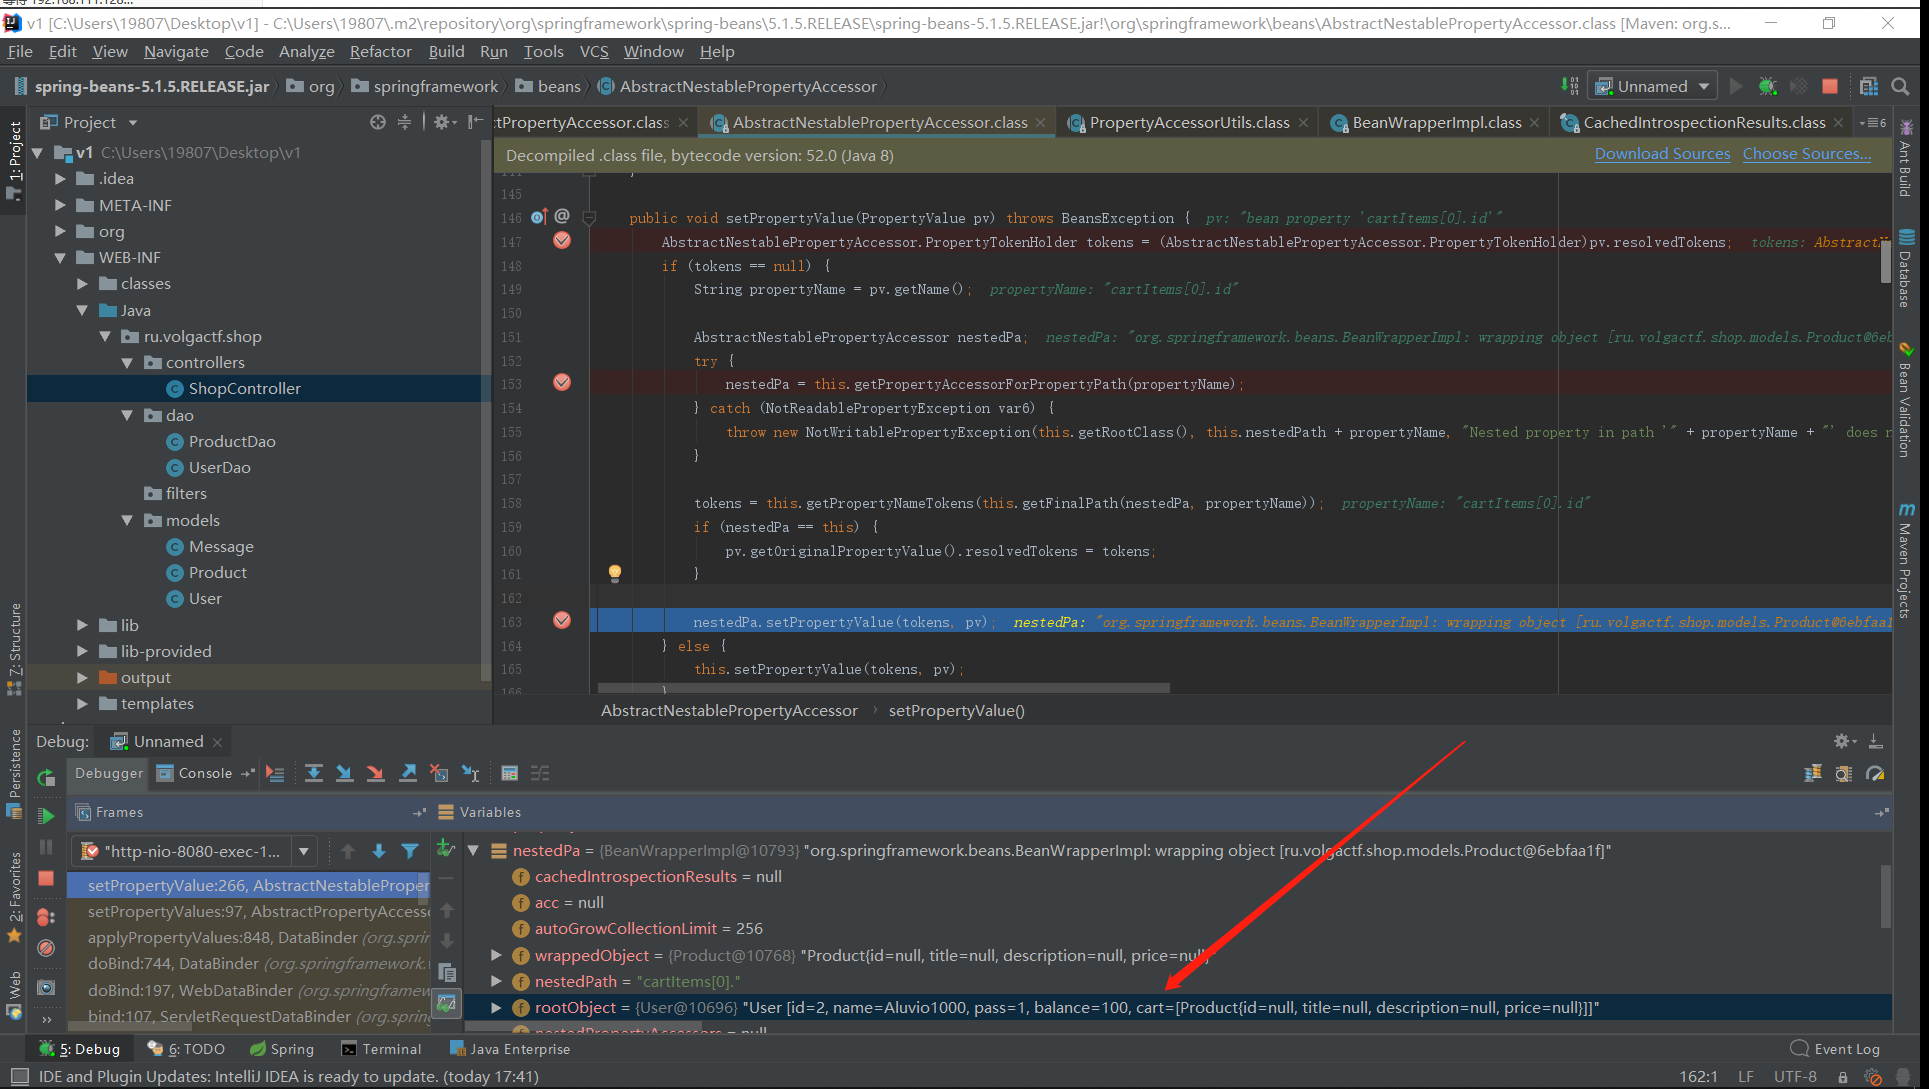 v1 [C:\Users\19807\Desktop\v1] - C:\Users\19807\.m2\repository\org\springframework\spring-beans\5.1.5.RELEASE\spring-beans-5.1.5.RELEASE.jar!\org\springframework\beans\AbstractNestablePropertyAccessor.class [Maven: org.s...
File Edit View Navigate Code Analyze Refactor Build Run Tools VCS Window Help
spring-beans-5.1.5.RELEASE.jar org springframework beans AbstractNestablePropertyAccessor Unnamed
1: Project
Project
ctPropertyAccessor.class AbstractNestablePropertyAccessor.class PropertyAccessorUtils.class BeanWrapperImpl.class CachedIntrospectionResults.class 6
v1 C:\Users\19807\Desktop\v1
.idea
META-INF
org
WEB-INF
classes
Java
ru.volgactf.shop
controllers
ShopController
dao
ProductDao
UserDao
filters
models
Message
Product
User
lib
lib-provided
output
templates
Decompiled .class file, bytecode version: 52.0 (Java 8) Download Sources Choose Sources...
144 }
145
146 @ public void setPropertyValue(PropertyValue pv) throws BeansException { pv: "bean property 'cartItems[0].id'"
147 AbstractNestablePropertyAccessor.PropertyTokenHolder tokens = (AbstractNestablePropertyAccessor.PropertyTokenHolder)pv.resolvedTokens; tokens: AbstractN
148 if (tokens == null) {
149 String propertyName = pv.getName(); propertyName: "cartItems[0].id"
150
151 AbstractNestablePropertyAccessor nestedPa; nestedPa: "org.springframework.beans.BeanWrapperImpl: wrapping object [ru.volgactf.shop.models.Product@6eb
152 try {
153 nestedPa = this.getPropertyAccessorForPropertyPath(propertyName);
154 } catch (NotReadablePropertyException var6) {
155 throw new NotWritablePropertyException(this.getRootClass(), this.nestedPath + propertyName, "Nested property in path '" + propertyName + "' does n
156 }
157
158 tokens = this.getPropertyNameTokens(this.getFinalPath(nestedPa, propertyName)); propertyName: "cartItems[0].id"
159 if (nestedPa == this) {
160 pv.getOriginalPropertyValue().resolvedTokens = tokens;
161 }
162
163 nestedPa.setPropertyValue(tokens, pv); nestedPa: "org.springframework.beans.BeanWrapperImpl: wrapping object [ru.volgactf.shop.models.Product@6ebfaa1
164 } else {
165 this.setPropertyValue(tokens, pv);
166 }
AbstractNestablePropertyAccessor setPropertyValue()
Ant Build
Database
Bean Validation
Maven Projects
7: Structure
Persistence
2: Favorites
Web
Debug: Unnamed
Debugger Console
Frames Variables
"http-nio-8080-exec-1...
setPropertyValue:266, AbstractNestableProper
setPropertyValues:97, AbstractPropertyAccesso
applyPropertyValues:848, DataBinder (org.sprin
doBind:744, DataBinder (org.springframework.v
doBind:197, WebDataBinder (org.springframew
bind:107, ServletRequestDataBinder (org.spring
nestedPa = {BeanWrapperImpl@10793} "org.springframework.beans.BeanWrapperImpl: wrapping object [ru.volgactf.shop.models.Product@6ebfaa1f]"
cachedIntrospectionResults = null
acc = null
autoGrowCollectionLimit = 256
wrappedObject = {Product@10768} "Product{id=null, title=null, description=null, price=null}"
nestedPath = "cartItems[0]."
rootObject = {User@10696} "User [id=2, name=Aluvio1000, pass=1, balance=100, cart=[Product{id=null, title=null, description=null, price=null}]]"
nestedPropertyAccessors = null
5: Debug 6: TODO Spring Terminal Java Enterprise Event Log
IDE and Plugin Updates: IntelliJ IDEA is ready to update. (today 17:41) 162:1 LF UTF-8